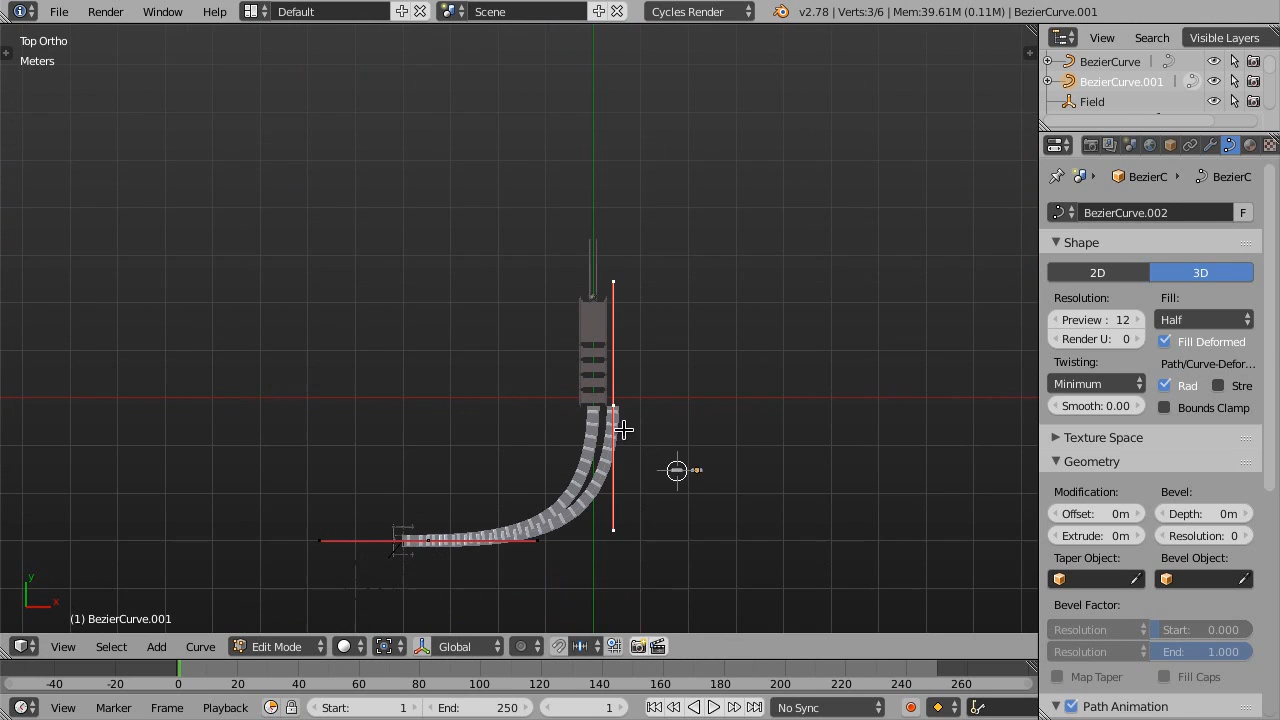 File Render Window Help Default Scene Cycles Render v2.78 | Verts:3/6 | Mem:39.61M (0.11M) | BezierCurve.001
Top Ortho
Meters
View Search Visible Layers
BezierCurve
BezierCurve.001
Field
BezierC BezierC
BezierCurve.002 F
Shape
2D 3D
Resolution: Fill:
Preview : 12 Half
Render U: 0 Fill Deformed
Twisting: Path/Curve-Defor...
Minimum Rad Stre
Smooth: 0.00 Bounds Clamp
Texture Space
Geometry
Modification: Bevel:
Offset: 0m Depth: 0m
Extrude: 0m Resolution: 0
Taper Object: Bevel Object:
Bevel Factor:
Resolution Start: 0.000
Resolution End: 1.000
Map Taper Fill Caps
Path Animation
y
x
(1) BezierCurve.001
View Select Add Curve Edit Mode Global
-40 -20 0 20 40 60 80 100 120 140 160 180 200 220 240 260
View Marker Frame Playback Start: 1 End: 250 1 No Sync